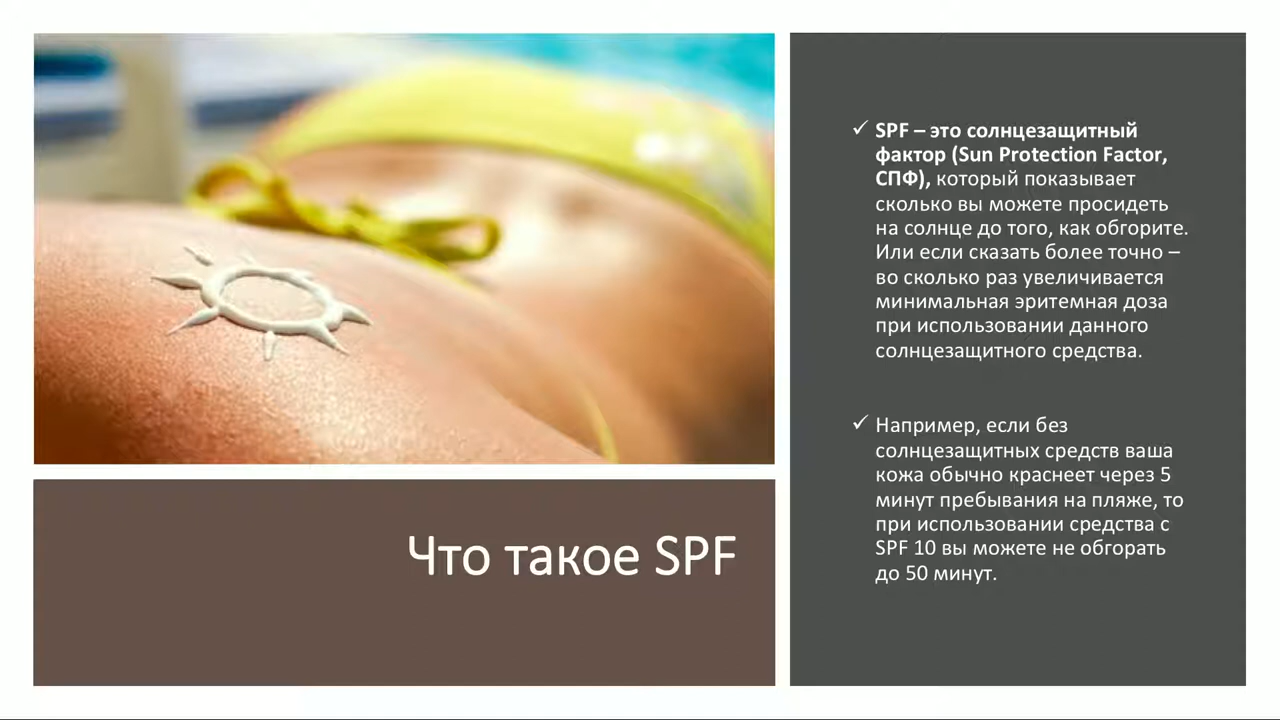 Что такое SPF
✓ SPF – это солнцезащитный
фактор (Sun Protection Factor,
СПФ), который показывает
сколько вы можете просидеть
на солнце до того, как обгорите.
Или если сказать более точно –
во сколько раз увеличивается
минимальная эритемная доза
при использовании данного
солнцезащитного средства.
✓ Например, если без
солнцезащитных средств ваша
кожа обычно краснеет через 5
минут пребывания на пляже, то
при использовании средства с
SPF 10 вы можете не обгорать
до 50 минут.